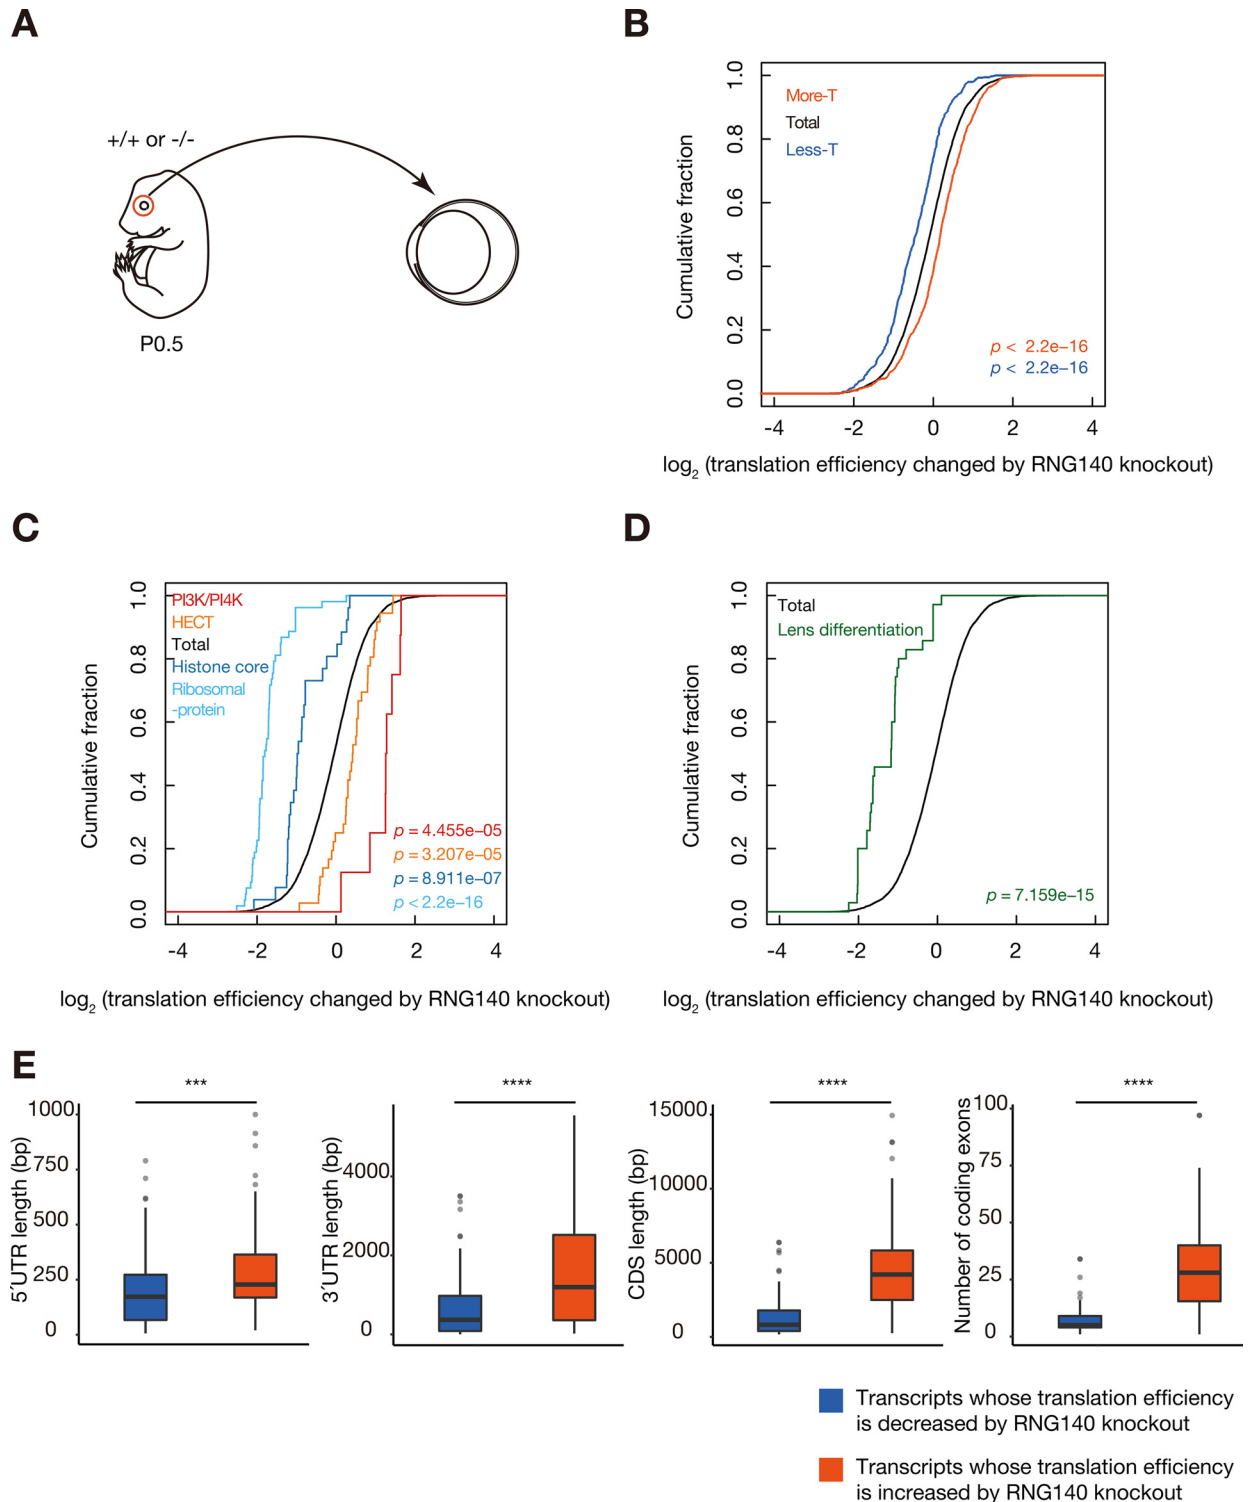 A
+/+ or -/-
P0.5
B
1.0
0.8
0.6
0.4
0.2
0.0
Cumulative fraction
More-T
Total
Less-T
p < 2.2e–16
p < 2.2e–16
-4 -2 0 2 4
log2 (translation efficiency changed by RNG140 knockout)
C
1.0
0.8
0.6
0.4
0.2
0.0
Cumulative fraction
PI3K/PI4K
HECT
Total
Histone core
Ribosomal
-protein
p = 4.455e–05
p = 3.207e–05
p = 8.911e–07
p < 2.2e–16
-4 -2 0 2 4
log2 (translation efficiency changed by RNG140 knockout)
D
1.0
0.8
0.6
0.4
0.2
0.0
Cumulative fraction
Total
Lens differentiation
p = 7.159e–15
-4 -2 0 2 4
log2 (translation efficiency changed by RNG140 knockout)
E
***
1000
750
500
250
0
5´UTR length (bp)
****
4000
2000
0
3´UTR length (bp)
****
15000
10000
5000
0
CDS length (bp)
****
100
75
50
25
0
Number of coding exons
Transcripts whose translation efficiency
is decreased by RNG140 knockout
Transcripts whose translation efficiency
is increased by RNG140 knockout